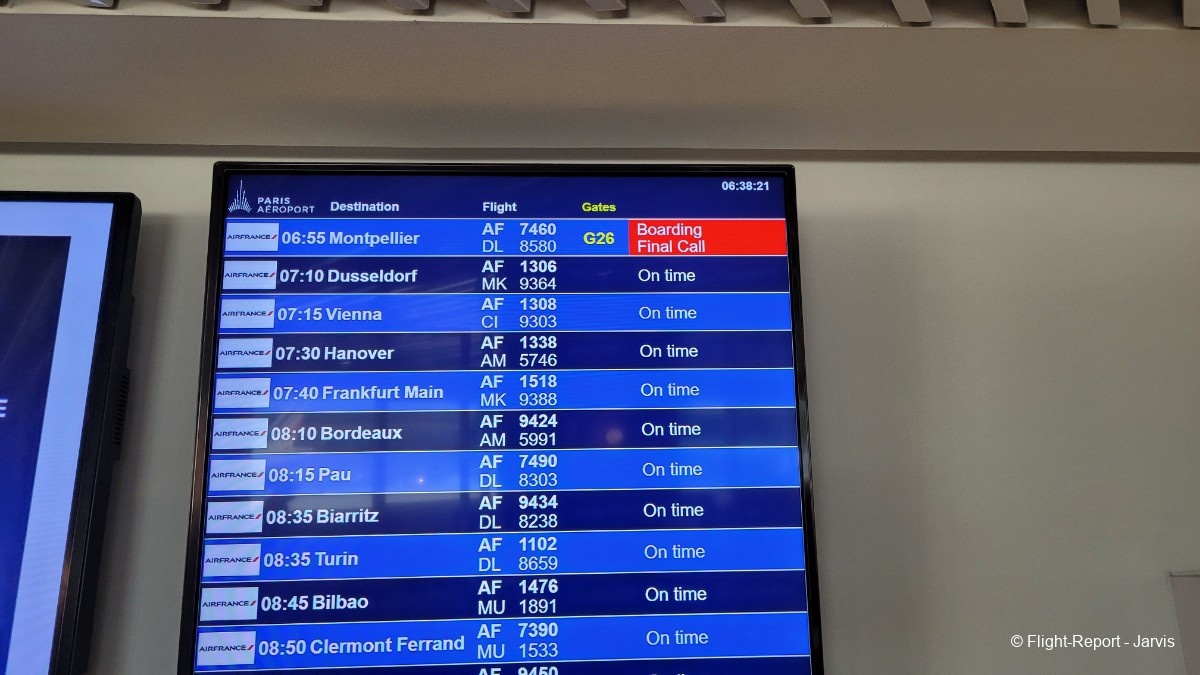 06:38:21
PARIS
AÉROPORT
Destination Flight Gates
AIRFRANCE 06:55 Montpellier AF 7460 G26 Boarding
DL 8580 Final Call
AIRFRANCE 07:10 Dusseldorf AF 1306 On time
MK 9364
AIRFRANCE 07:15 Vienna AF 1308 On time
CI 9303
AIRFRANCE 07:30 Hanover AF 1338 On time
AM 5746
AIRFRANCE 07:40 Frankfurt Main AF 1518 On time
MK 9388
AIRFRANCE 08:10 Bordeaux AF 9424 On time
AM 5991
AIRFRANCE 08:15 Pau AF 7490 On time
DL 8303
AIRFRANCE 08:35 Biarritz AF 9434 On time
DL 8238
AIRFRANCE 08:35 Turin AF 1102 On time
DL 8659
AIRFRANCE 08:45 Bilbao AF 1476 On time
MU 1891
AIRFRANCE 08:50 Clermont Ferrand AF 7390 On time
MU 1533
AF 9450
E
© Flight-Report - Jarvis